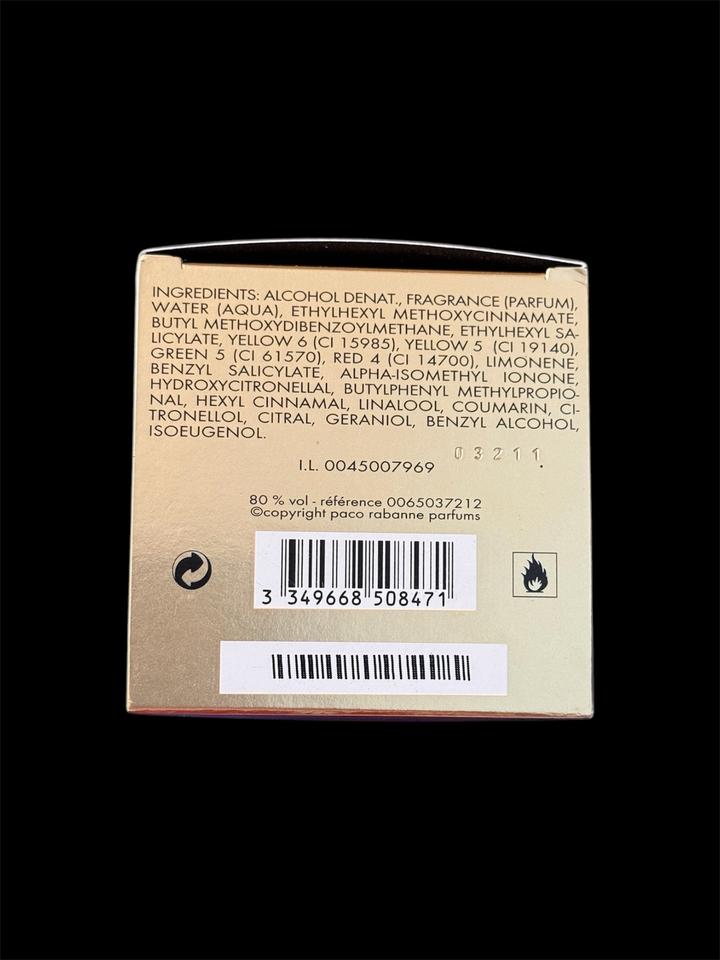 INGREDIENTS: ALCOHOL DENAT., FRAGRANCE (PARFUM),
WATER (AQUA), ETHYLHEXYL METHOXYCINNAMATE,
BUTYL METHOXYDIBENZOYLMETHANE, ETHYLHEXYL SA-
LICYLATE, YELLOW 6 (CI 15985), YELLOW 5 (CI 19140),
GREEN 5 (CI 61570), RED 4 (CI 14700), LIMONENE,
BENZYL SALICYLATE, ALPHA-ISOMETHYL IONONE,
HYDROXYCITRONELLAL, BUTYLPHENYL METHYLPROPIO-
NAL, HEXYL CINNAMAL, LINALOOL, COUMARIN, CI-
TRONELLOL, CITRAL, GERANIOL, BENZYL ALCOHOL,
ISOEUGENOL.
03211
I.L. 0045007969
80 % vol - référence 0065037212
©copyright paco rabanne parfums
3 349668 508471